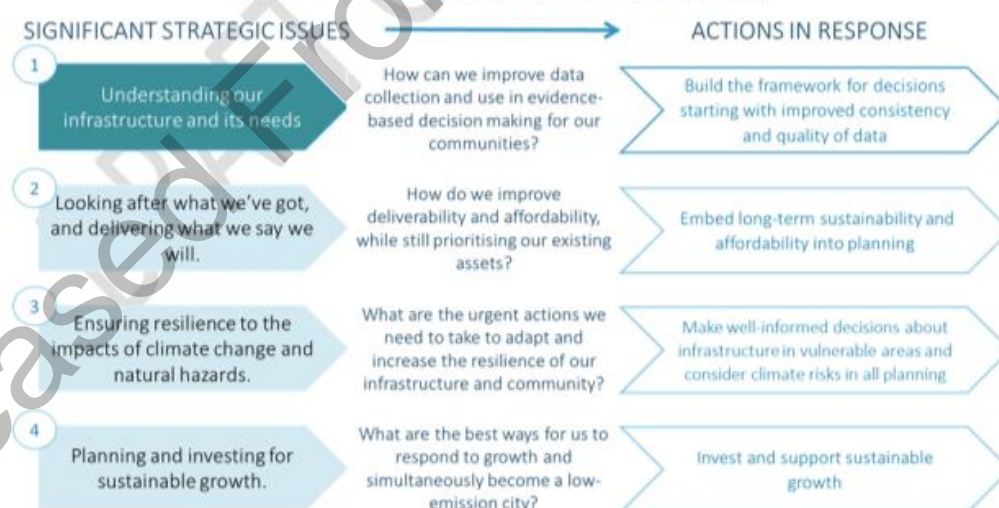 SIGNIFICANT STRATEGIC ISSUES
ACTIONS IN RESPONSE
1
Understanding our
infrastructure and its needs
How can we improve data
collection and use in evidence-
based decision making for our
communities?
Build the framework for decisions
starting with improved consistency
and quality of data
2
Looking after what we've got,
and delivering what we say we
will.
How do we improve
deliverability and affordability,
while still prioritising our existing
assets?
Embed long-term sustainability and
affordability into planning
3
Ensuring resilience to the
impacts of climate change and
natural hazards.
What are the urgent actions we
need to take to adapt and
increase the resilience of our
infrastructure and community?
Make well-informed decisions about
infrastructure in vulnerable areas and
consider climate risks in all planning
4
Planning and investing for
sustainable growth.
What are the best ways for us to
respond to growth and
simultaneously become a low-
emission city?
Invest and support sustainable
growth